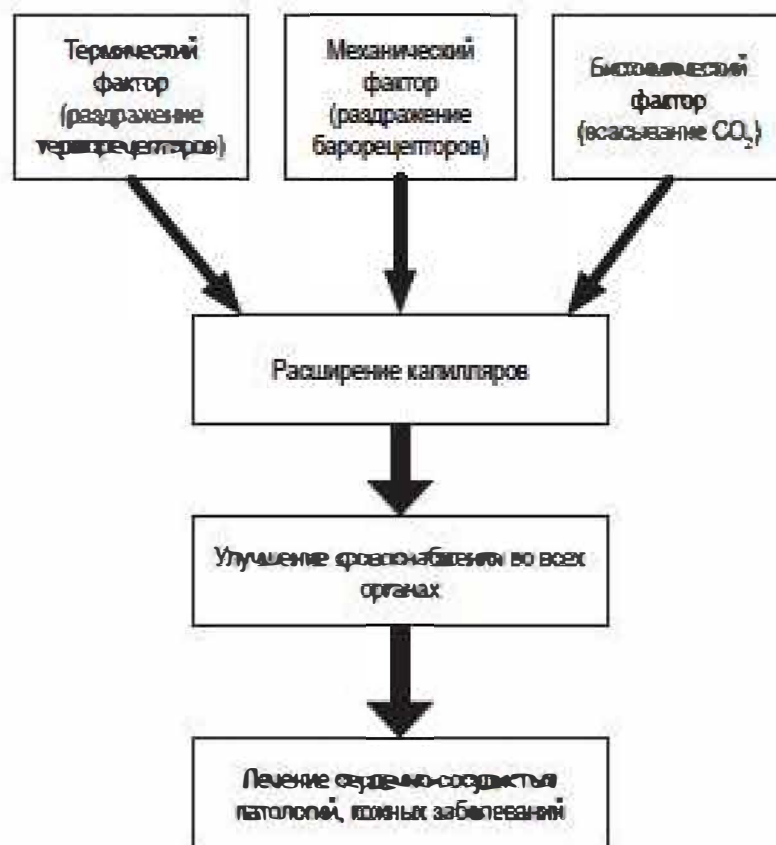 Термический
фактор
(раздражение
терморецепторов)
Механический
фактор
(раздражение
барорецепторов)
Биохимический
фактор
(всасывание CO₂)
Расширение капилляров
Улучшение кровоснабжения во всех
органах
Лечение сердечно-сосудистых
патологий, кожных заболеваний